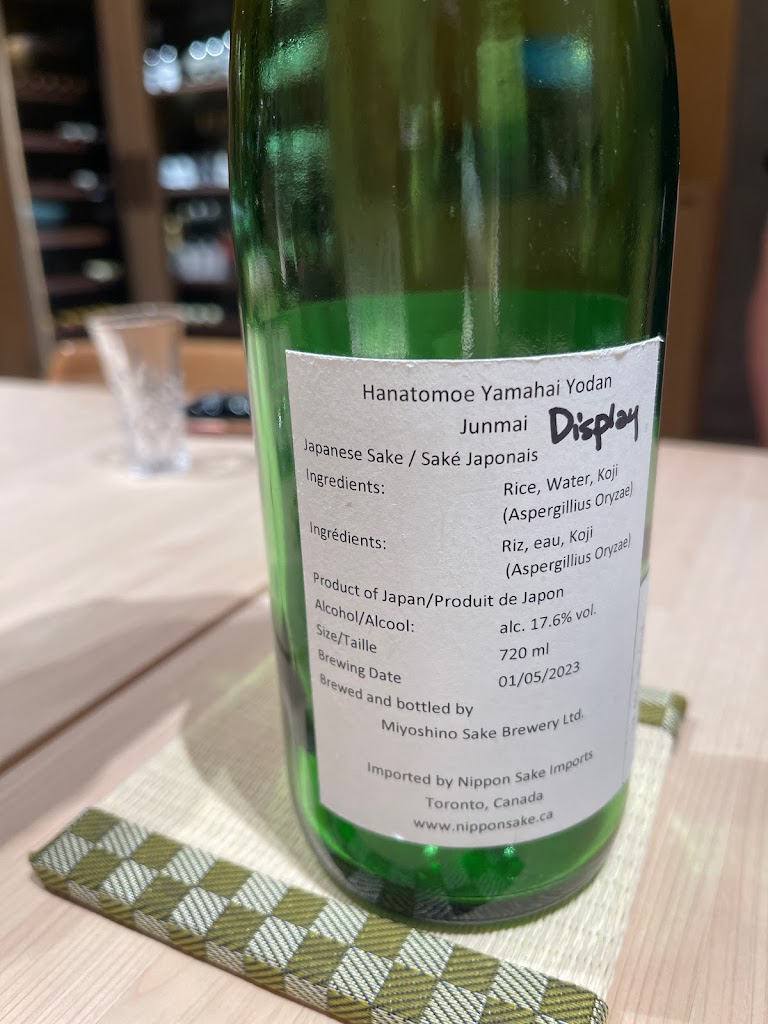 Hanatomoe Yamahai Yodan
Junmai Display
Japanese Sake / Saké Japonais
Ingredients: Rice, Water, Koji
(Aspergillius Oryzae)
Ingrédients: Riz, eau, Koji
(Aspergillius Oryzae)
Product of Japan/Produit de Japon
Alcohol/Alcool: alc. 17.6% vol.
Size/Taille 720 ml
Brewing Date 01/05/2023
Brewed and bottled by
Miyoshino Sake Brewery Ltd.
Imported by Nippon Sake Imports
Toronto, Canada
www.nipponsake.ca